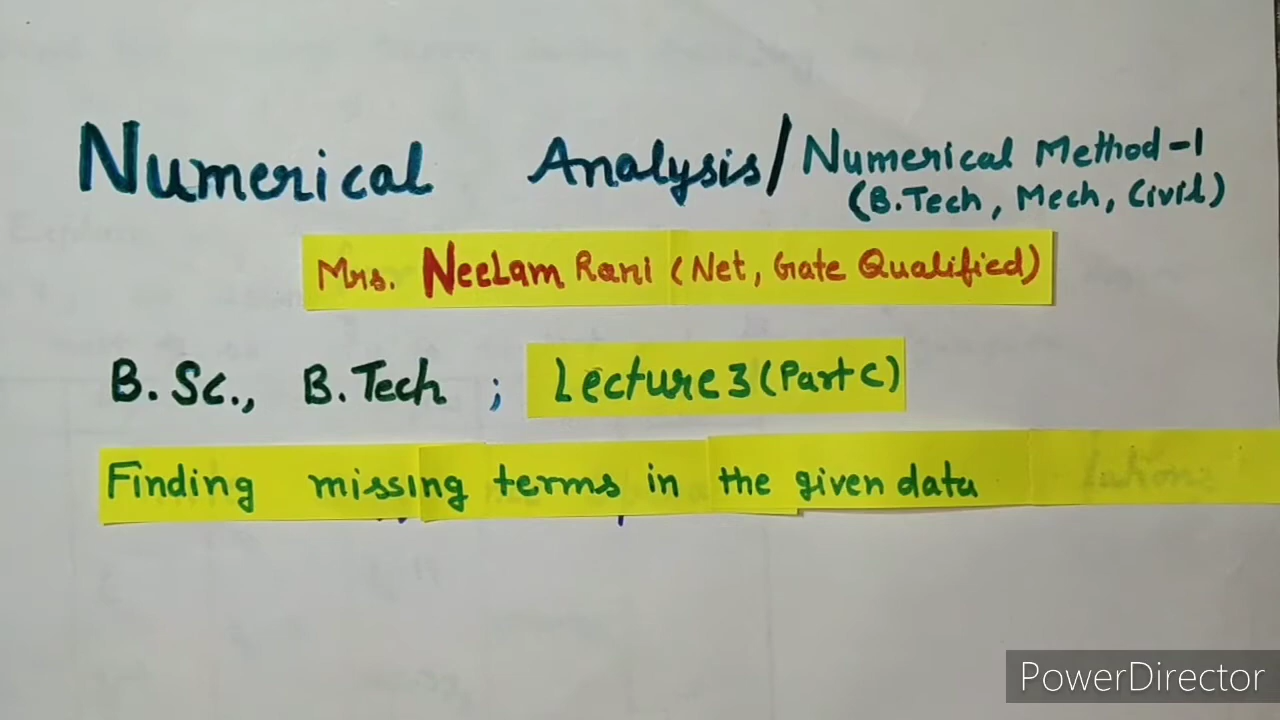 Numerical Analysis/Numerical Method-1
(B.Tech, Mech, Civil)
Mrs. Neelam Rani (Net, Gate Qualified)
B.Sc., B.Tech ; Lecture 3 (Part C)
Finding missing terms in the given data
PowerDirector